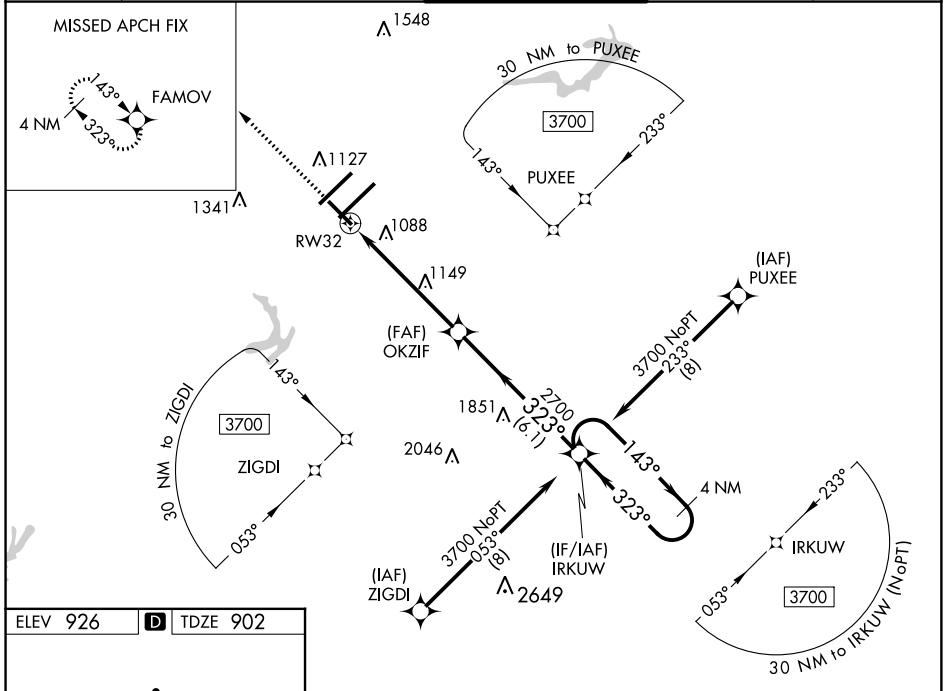 MISSED APCH FIX
143°
FAMOV
4 NM
323°
1548
30 NM to PUXEE
3700
143°
233°
PUXEE
1127
1341
RW32
1088
1149
(IAF)
PUXEE
(FAF)
OKZIF
3700 NoPT
233°
(8)
143°
30 NM to ZIGDI
3700
ZIGDI
053°
1851
2700
323°
(6.1)
2046
143°
4 NM
323°
3700 NoPT
053°
(8)
(IF/IAF)
IRKUW
(IAF)
ZIGDI
2649
233°
IRKUW
053°
3700
30 NM to IRKUW (NoPT)
ELEV 926 D TDZE 902